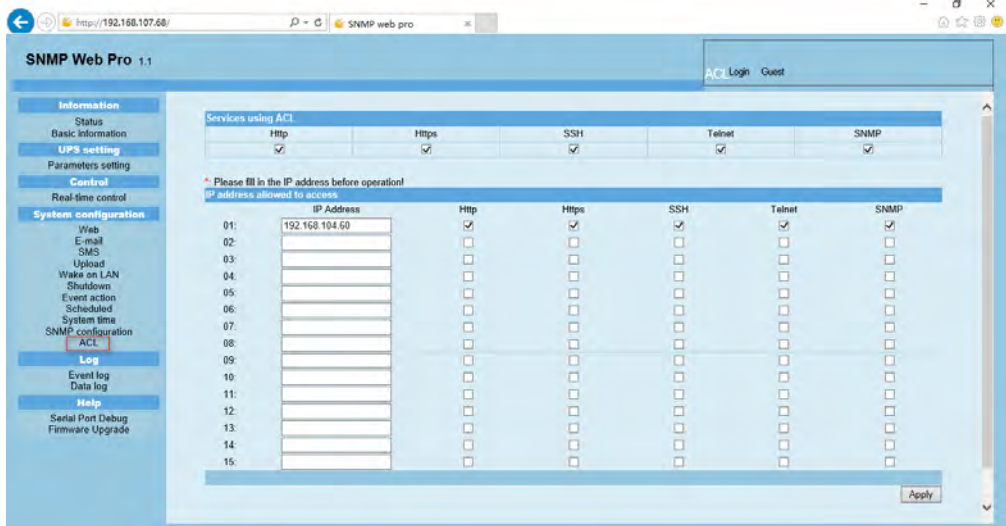 http://192.168.107.68/ SNMP web pro
SNMP Web Pro 1.1
ACL Login Guest
Information
Status
Basic information
UPS setting
Parameters setting
Control
Real-time control
System configuration
Web
E-mail
SMS
Upload
Wake on LAN
Shutdown
Event action
Scheduled
System time
SNMP configuration
ACL
Log
Event log
Data log
Help
Serial Port Debug
Firmware Upgrade
Services using ACL
Http Https SSH Telnet SNMP
*: Please fill in the IP address before operation!
IP address allowed to access
IP Address Http Https SSH Telnet SNMP
01: 192.168.104.60
02:
03:
04:
05:
06:
07:
08:
09:
10:
11:
12:
13:
14:
15:
Apply